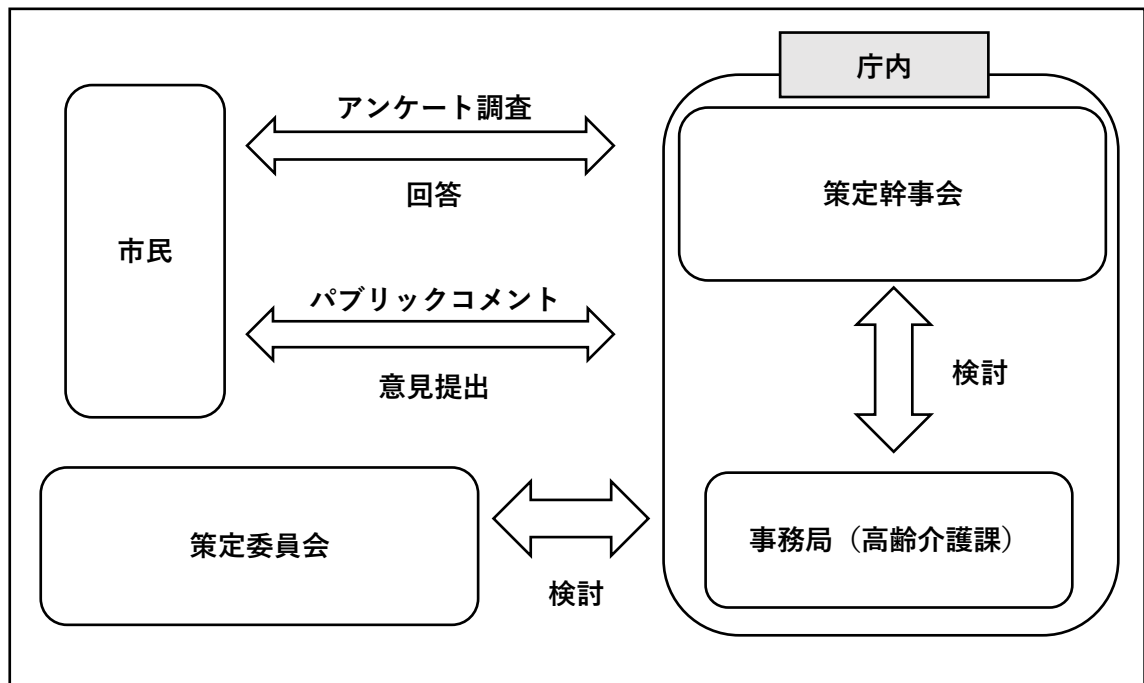 庁内
アンケート調査
回答
策定幹事会
市民
パブリックコメント
意見提出
検討
策定委員会
検討
事務局（高齢介護課）